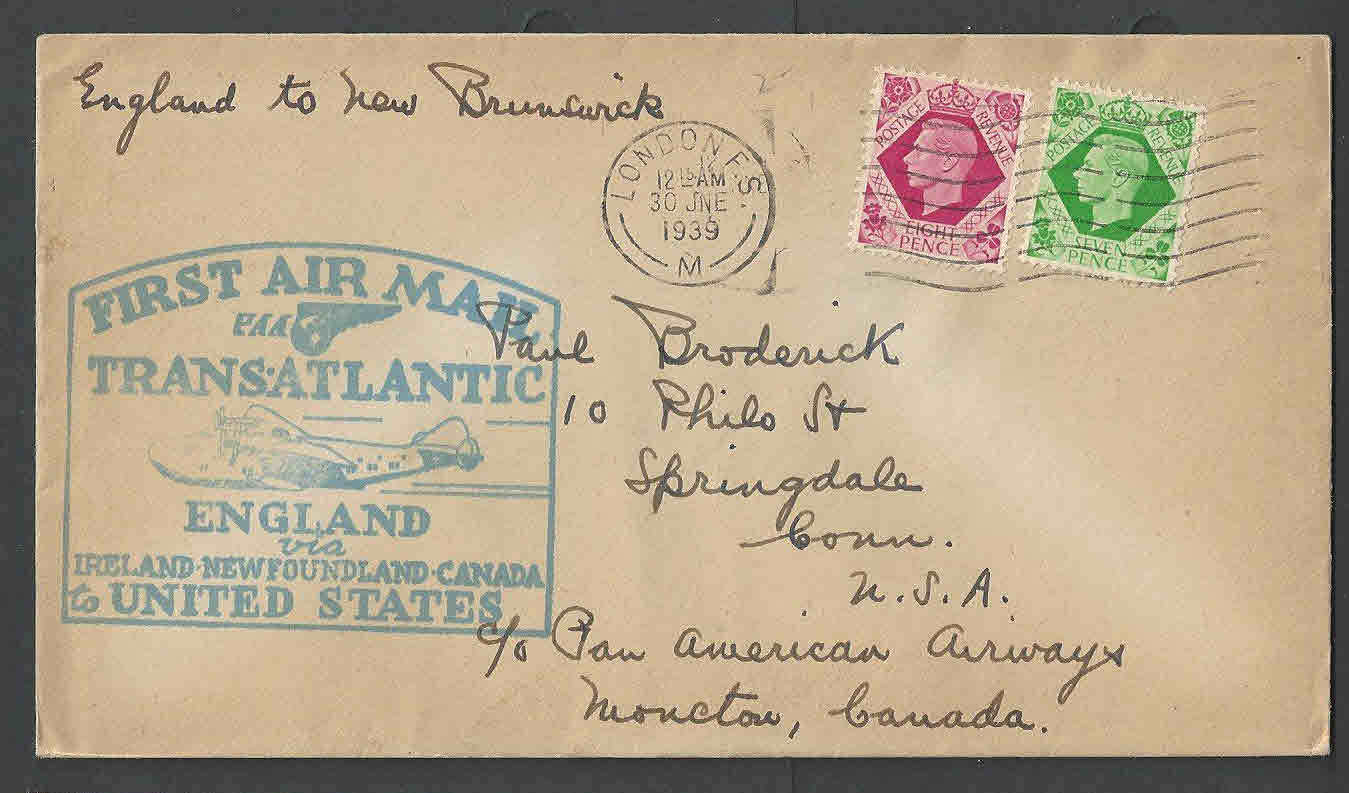 England to New Brunswick
LONDON F.S.
12 15 AM
30 JNE
1939
M
POSTAGE REVENUE
EIGHT
PENCE
POSTAGE REVENUE
SEVEN
PENCE
FIRST AIR MAIL
PAA
TRANS·ATLANTIC
ENGLAND
via
IRELAND·NEWFOUNDLAND·CANADA
to UNITED STATES
Paul Broderick
10 Philo St
Springdale
Conn.
U.S.A.
c/o Pan American Airways
Moncton, Canada.